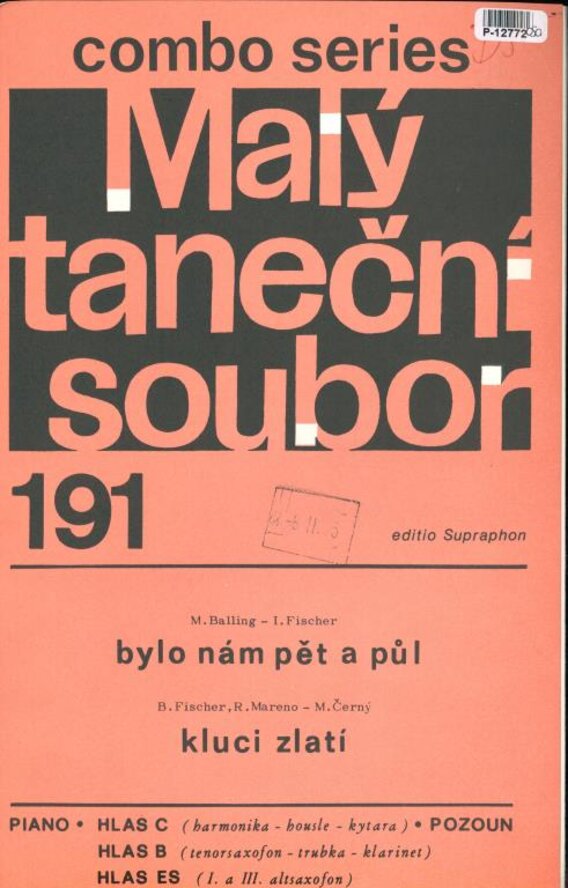 combo series
P-12772
Malý
taneční
soubor
191
editio Supraphon
M.Balling – I.Fischer
bylo nám pět a půl
B.Fischer,R.Mareno – M.Černý
kluci zlatí
PIANO • HLAS C (harmonika - housle - kytara) • POZOUN
HLAS B (tenorsaxofon - trubka - klarinet)
HLAS ES (I. a III. altsaxofon)